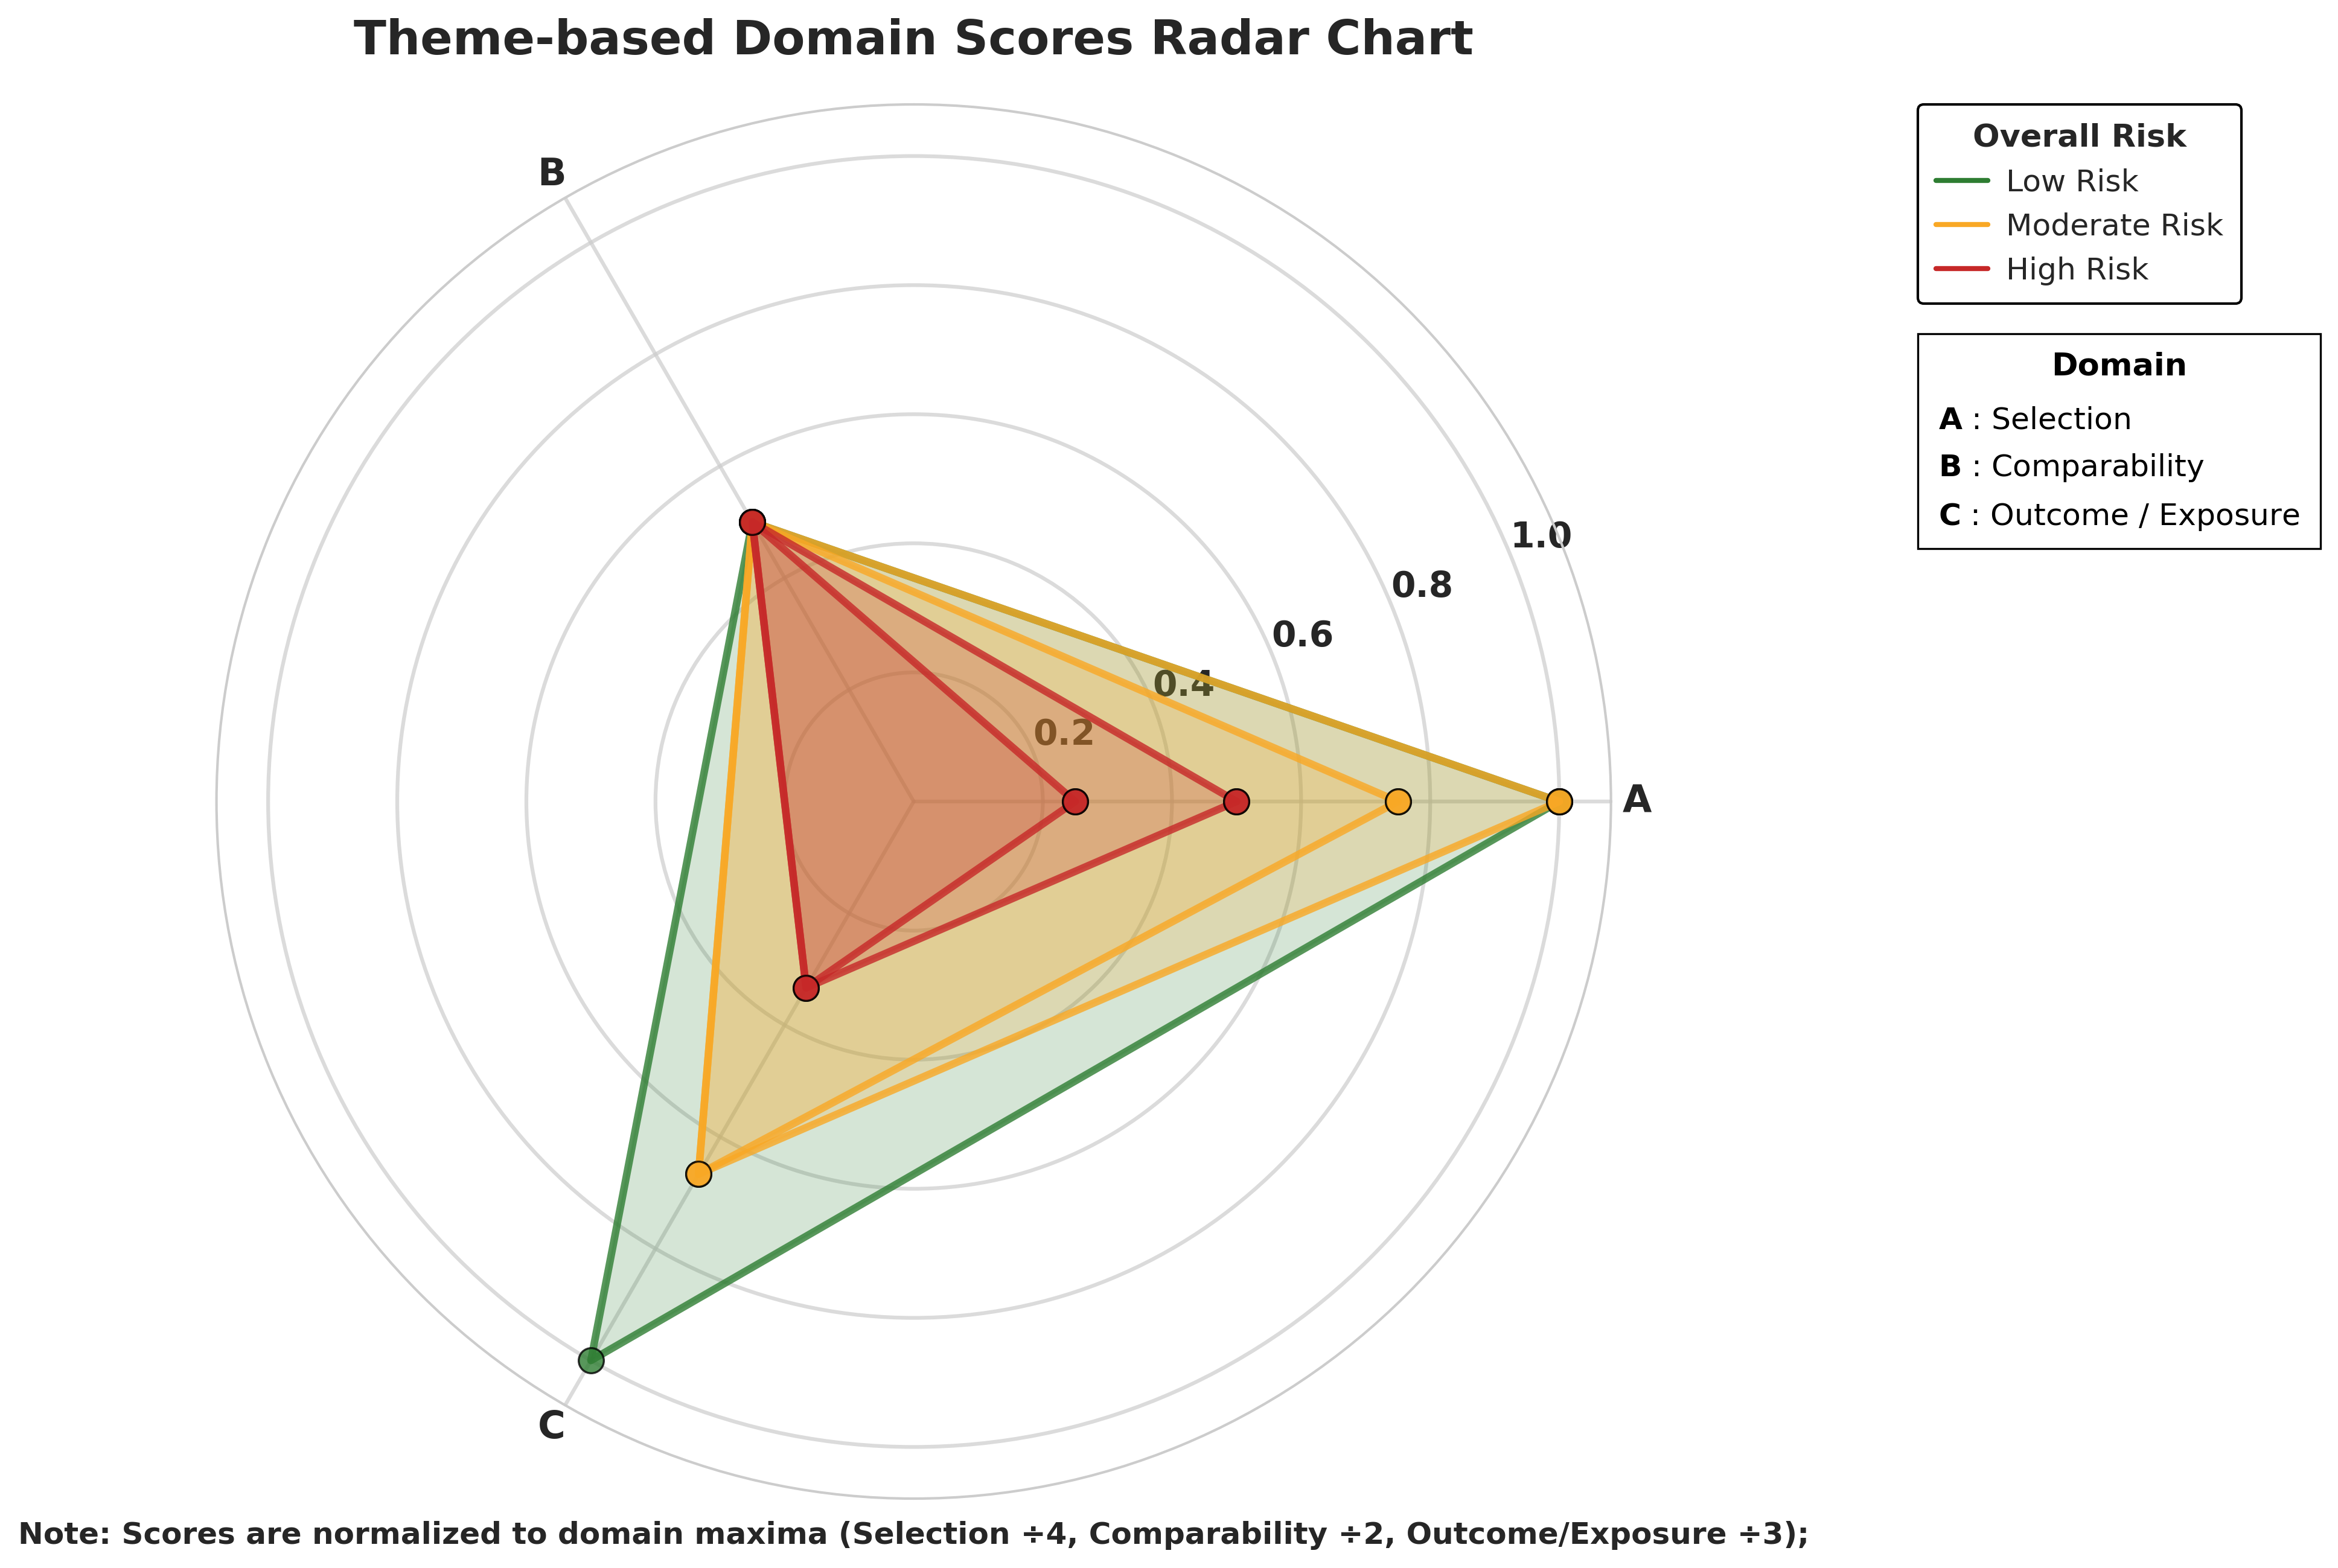 Theme-based Domain Scores Radar Chart
B
Overall Risk
Low Risk
Moderate Risk
High Risk
Domain
A : Selection
B : Comparability
C : Outcome / Exposure
1.0
0.8
0.6
0.4
0.2
A
C
Note: Scores are normalized to domain maxima (Selection ÷4, Comparability ÷2, Outcome/Exposure ÷3);